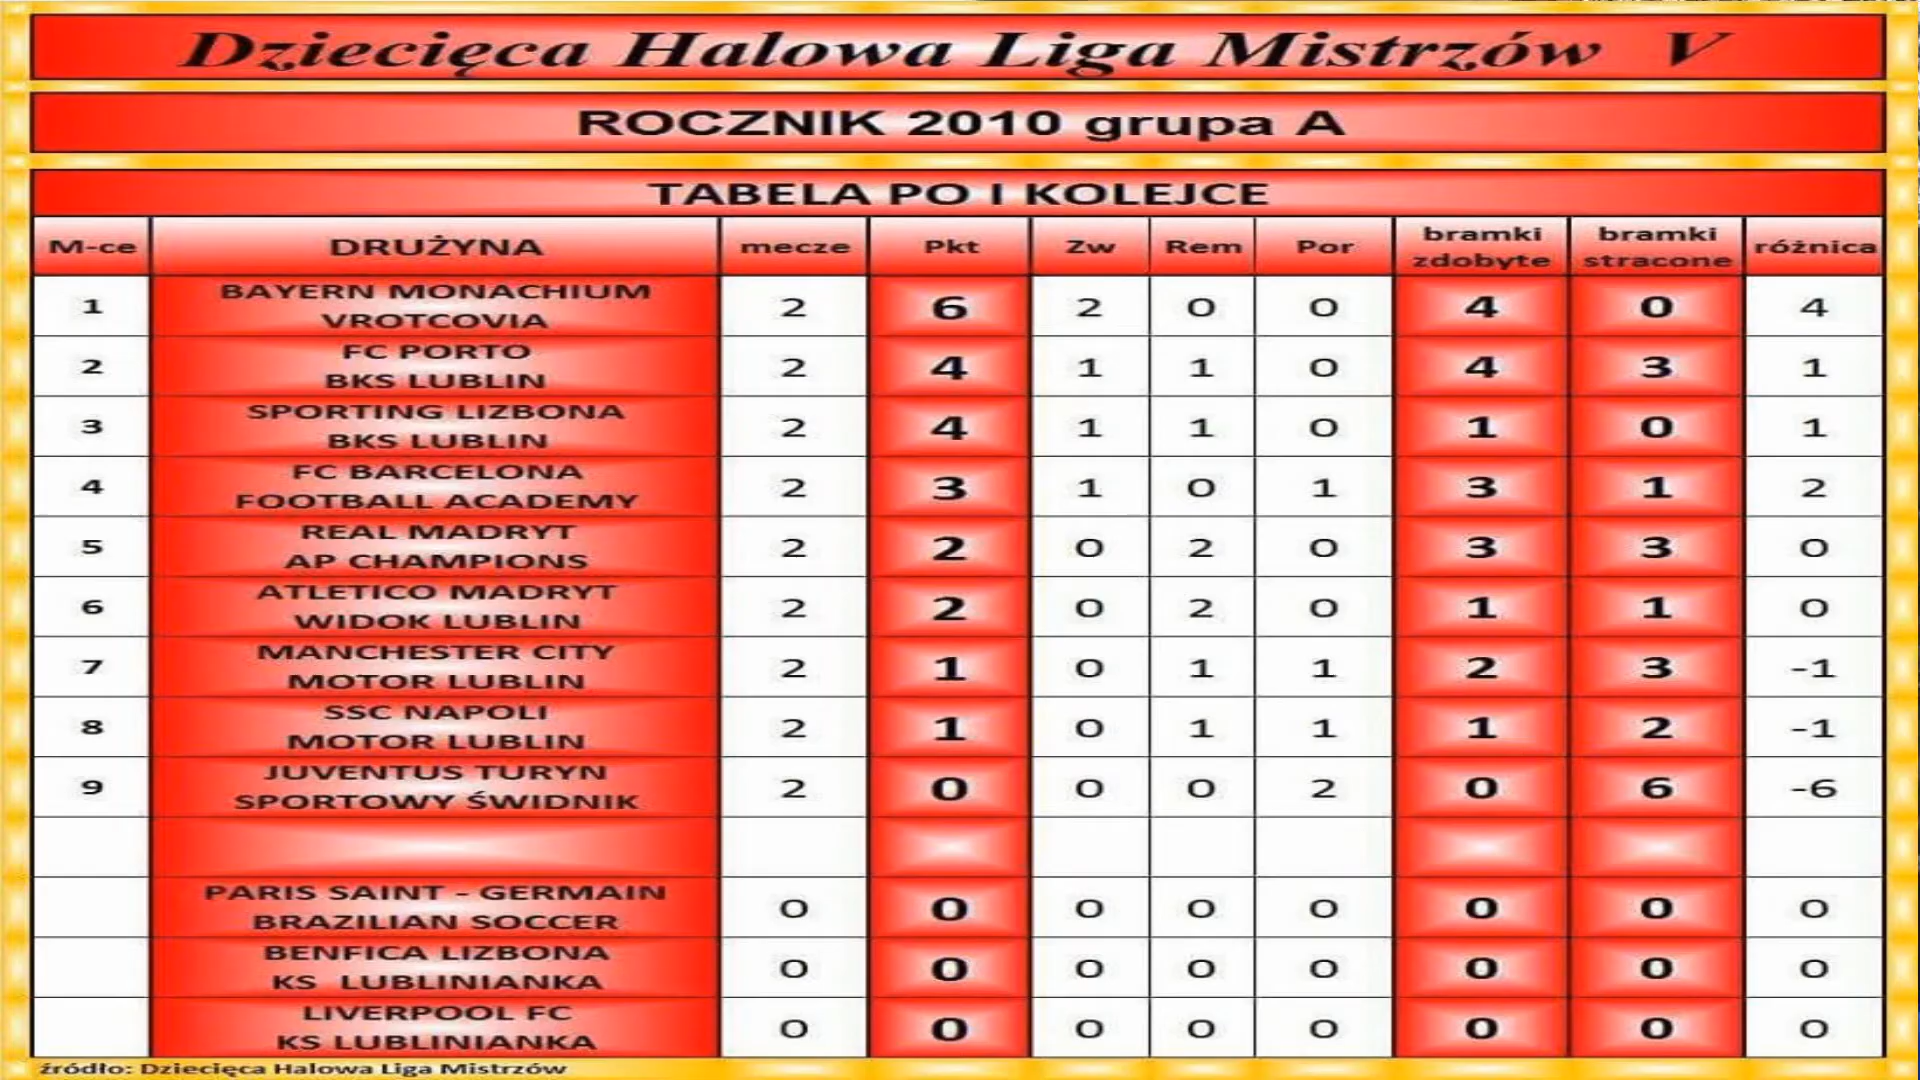 Dziecięca Halowa Liga Mistrzów V
ROCZNIK 2010 grupa A
TABELA PO I KOLEJCE
M-ce DRUŻYNA mecze Pkt Zw Rem Por bramki zdobyte bramki stracone różnica
1 BAYERN MONACHIUM VROTCOVIA 2 6 2 0 0 4 0 4
2 FC PORTO BKS LUBLIN 2 4 1 1 0 4 3 1
3 SPORTING LIZBONA BKS LUBLIN 2 4 1 1 0 1 0 1
4 FC BARCELONA FOOTBALL ACADEMY 2 3 1 0 1 3 1 2
5 REAL MADRYT AP CHAMPIONS 2 2 0 2 0 3 3 0
6 ATLETICO MADRYT WIDOK LUBLIN 2 2 0 2 0 1 1 0
7 MANCHESTER CITY MOTOR LUBLIN 2 1 0 1 1 2 3 -1
8 SSC NAPOLI MOTOR LUBLIN 2 1 0 1 1 1 2 -1
9 JUVENTUS TURYN SPORTOWY ŚWIDNIK 2 0 0 0 2 0 6 -6
PARIS SAINT - GERMAIN BRAZILIAN SOCCER 0 0 0 0 0 0 0 0
BENFICA LIZBONA KS LUBLINIANKA 0 0 0 0 0 0 0 0
LIVERPOOL FC KS LUBLINIANKA 0 0 0 0 0 0 0 0
źródło: Dziecięca Halowa Liga Mistrzów